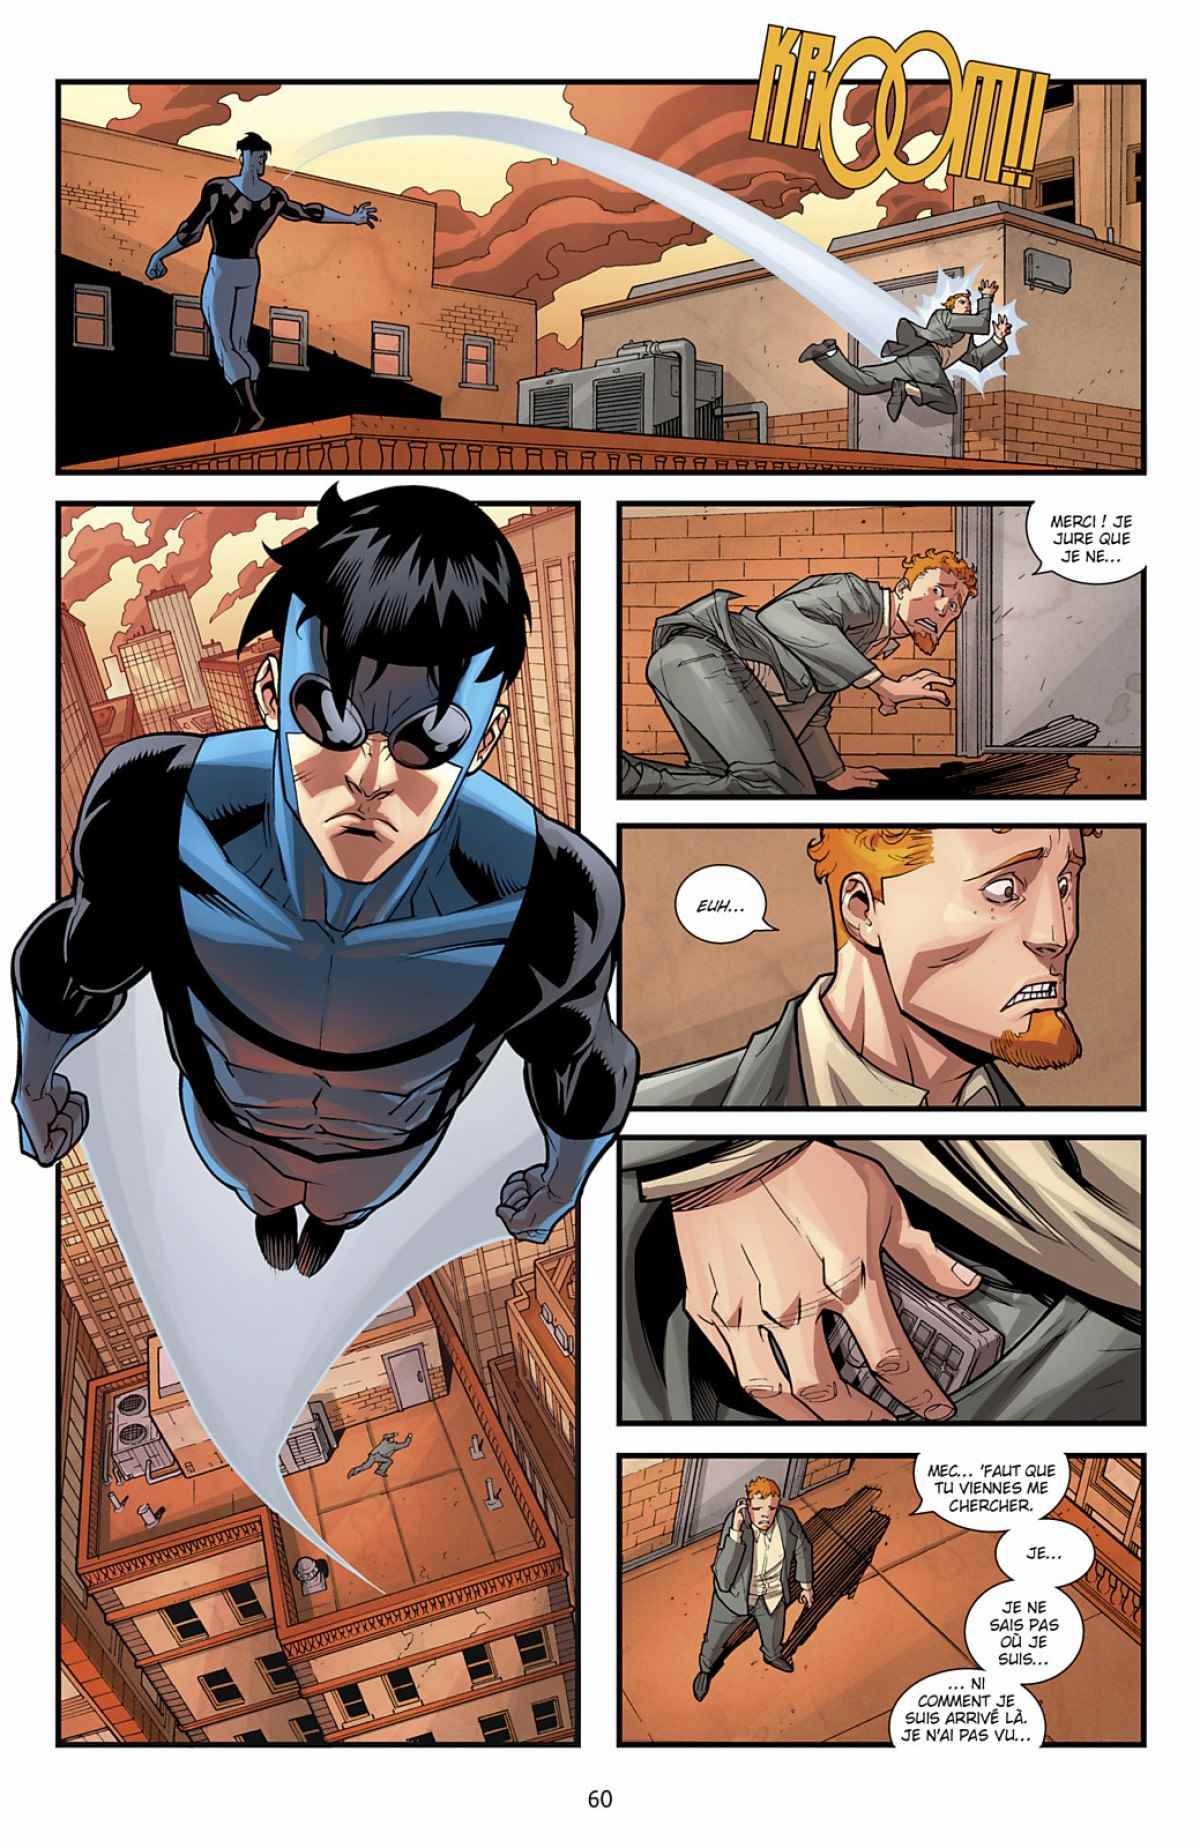 KROOM!!
MERCI ! JE
JURE QUE
JE NE...
EUH...
MEC... 'FAUT QUE
TU VIENNES ME
CHERCHER.
JE...
JE NE
SAIS PAS
OÙ JE
SUIS...
... NI
COMMENT JE
SUIS ARRIVÉ LÀ.
JE N'AI PAS VU...
60